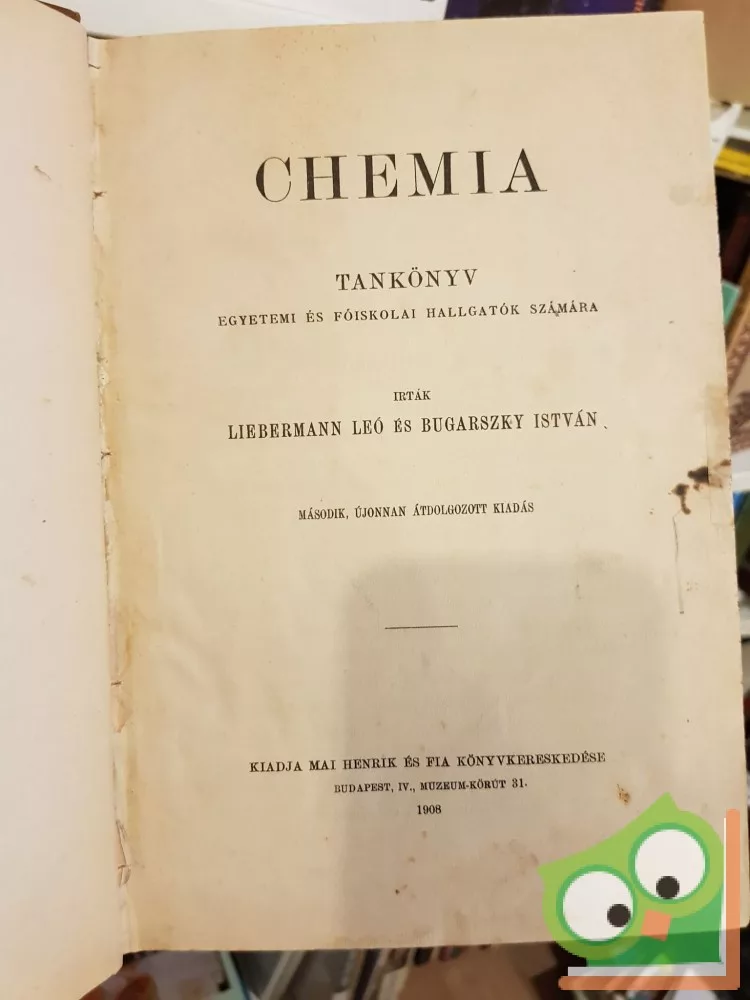 CHEMIA
TANKÖNYV
EGYETEMI ÉS FŐISKOLAI HALLGATÓK SZÁMÁRA
IRTÁK
LIEBERMANN LEÓ ÉS BUGARSZKY ISTVÁN
MÁSODIK, ÚJONNAN ÁTDOLGOZOTT KIADÁS
KIADJA MAI HENRIK ÉS FIA KÖNYVKERESKEDÉSE
BUDAPEST, IV., MUZEUM-KÖRÚT 31.
1908